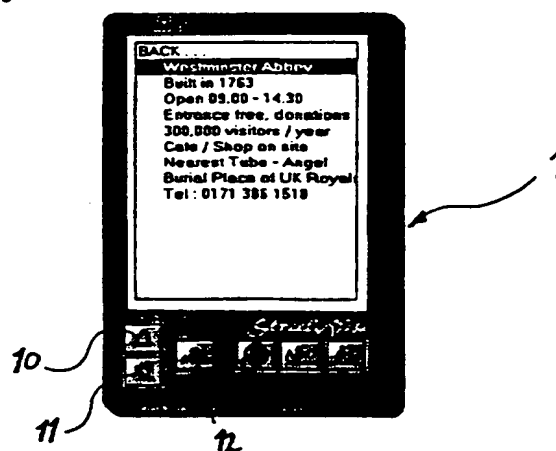 BACK . . .
Westminster Abbey
Built in 1763
Open 09.00 - 14.30
Entrance free, donations
300,000 visitors / year
Cafe / Shop on site
Nearest Tube - Angel
Burial Place of UK Royals
Tel : 0171 386 1518
10
11
12